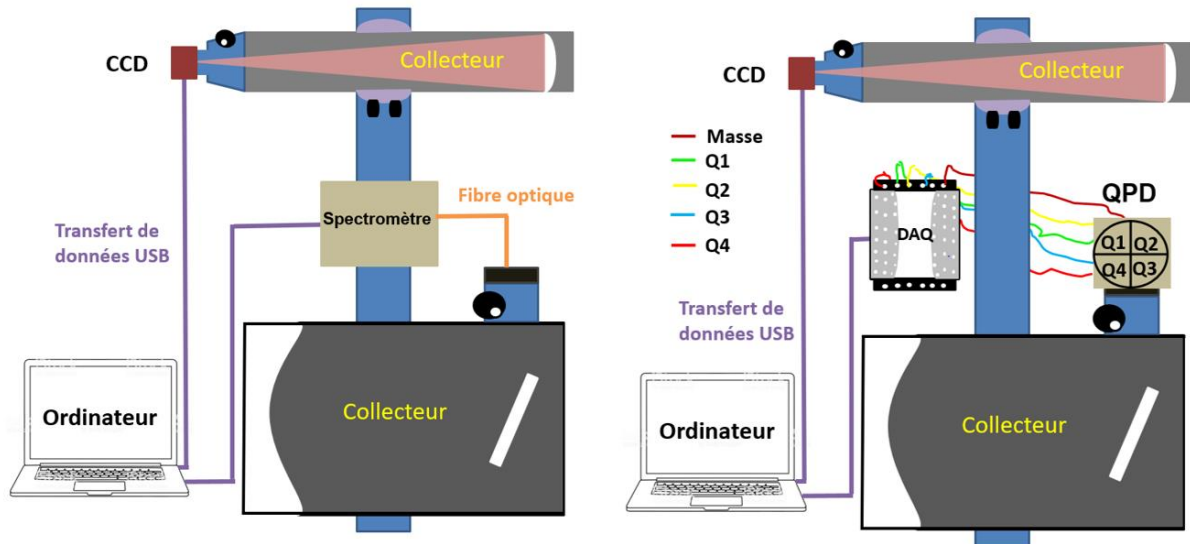 CCD
Collecteur
Fibre optique
Spectromètre
Transfert de
données USB
Ordinateur
Collecteur
CCD
Collecteur
Masse
Q1
Q2
Q3
Q4
QPD
DAQ
Q1 Q2
Q4 Q3
Transfert de
données USB
Ordinateur
Collecteur